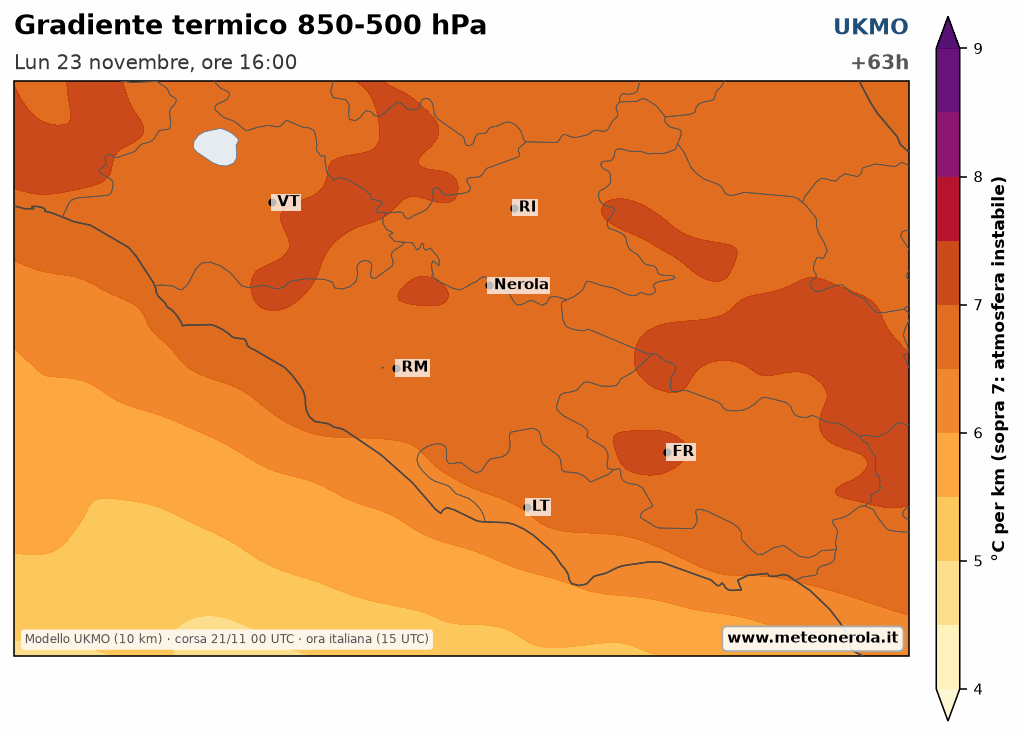 Gradiente termico 850-500 hPa
UKMO
Lun 23 novembre, ore 16:00
+63h
VT
RI
Nerola
RM
FR
LT
Modello UKMO (10 km) · corsa 21/11 00 UTC · ora italiana (15 UTC)
www.meteonerola.it
9
8
7
6
5
4
°C per km (sopra 7: atmosfera instabile)